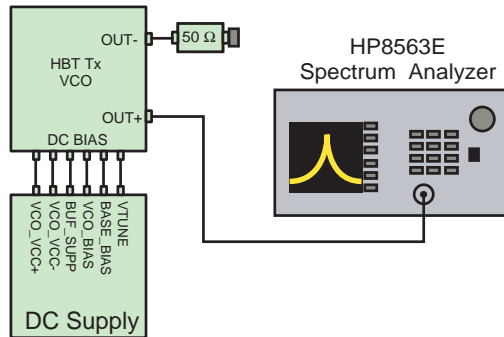 OUT-
50 Ω
HBT Tx
VCO
OUT+
DC BIAS
HP8563E
Spectrum Analyzer
VCO_VCC+
VCO_VCC-
BUF_SUPP
VCO_BIAS
BASE_BIAS
VTUNE
DC Supply